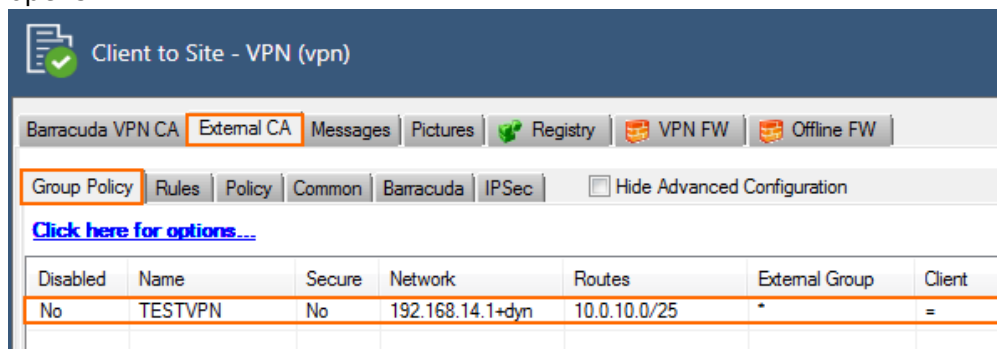 Client to Site - VPN (vpn)
Barracuda VPN CA External CA Messages Pictures Registry VPN FW Offline FW
Group Policy Rules Policy Common Barracuda IPSec Hide Advanced Configuration
Click here for options...
Disabled Name Secure Network Routes External Group Client
No TESTVPN No 192.168.14.1+dyn 10.0.10.0/25 * =